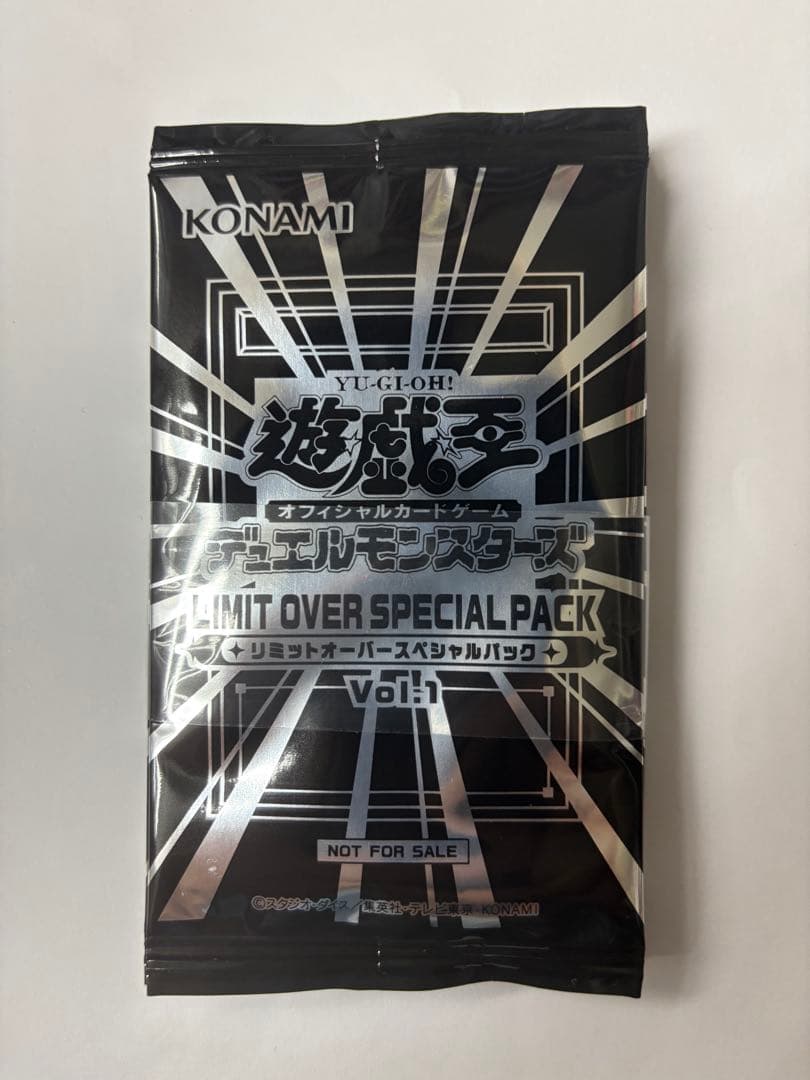 KONAMI
YU-GI-OH!
遊☆戯☆王
オフィシャルカードゲーム
デュエルモンスターズ
LIMIT OVER SPECIAL PACK
リミットオーバースペシャルパック
Vol.1
NOT FOR SALE
©スタジオ・ダイス/集英社・テレビ東京・KONAMI